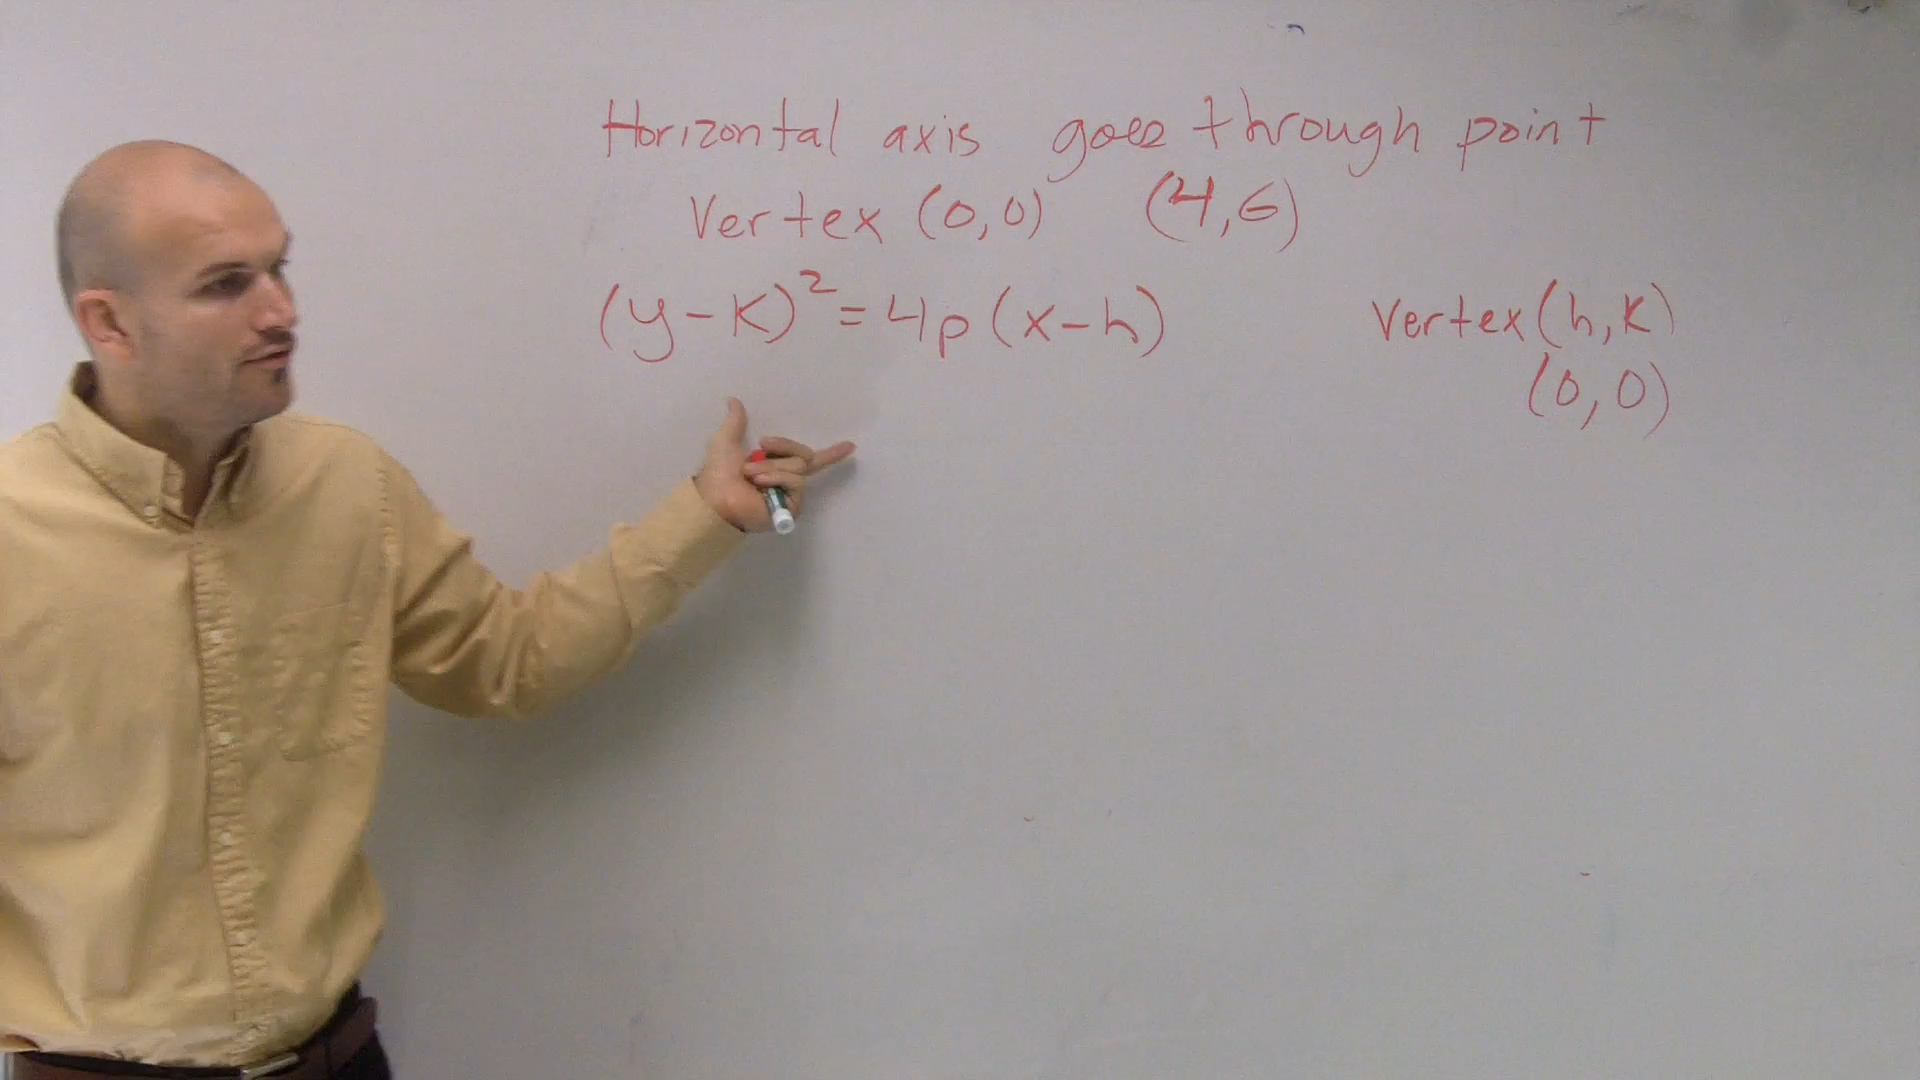 Horizontal axis goes through point
Vertex (0,0) (4,6)
(y-k)²=4p(x-h) Vertex(h,k)
(0,0)